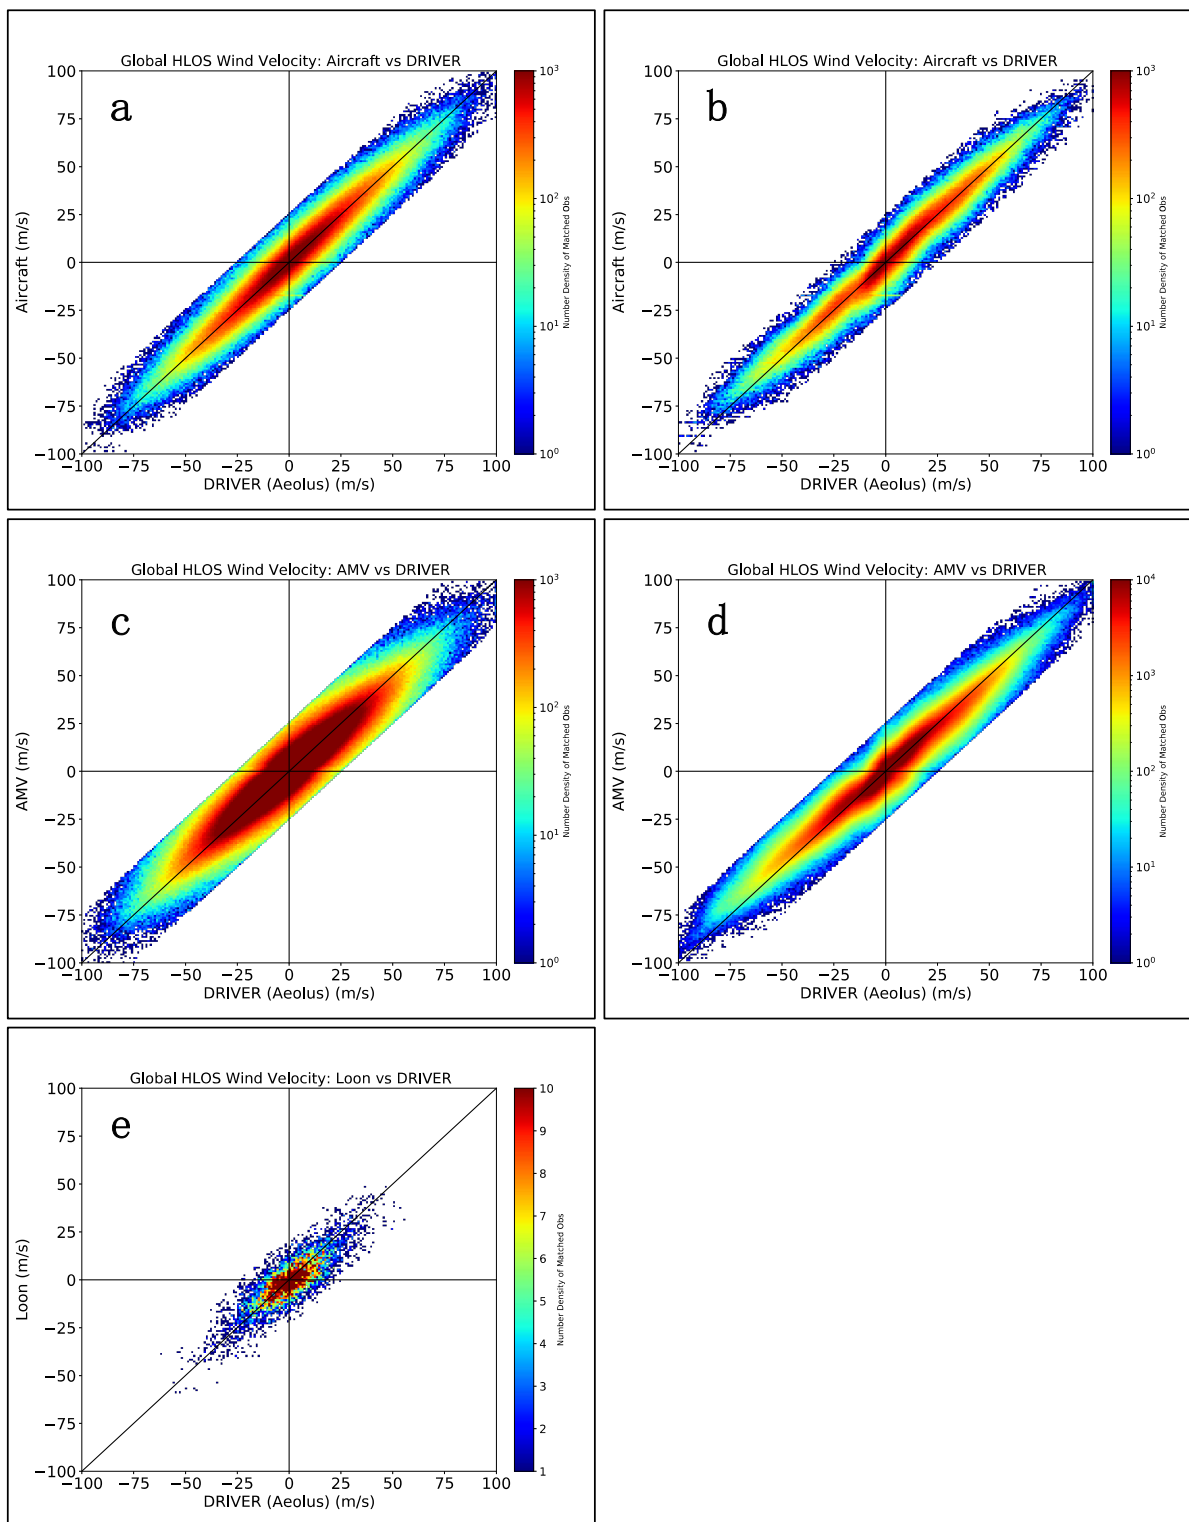 Global HLOS Wind Velocity: Aircraft vs DRIVER
a
100
75
50
25
0
−25
−50
−75
−100
Aircraft (m/s)
−100 −75 −50 −25 0 25 50 75 100
DRIVER (Aeolus) (m/s)
10³
10²
10¹
10⁰
Number Density of Matched Obs
Global HLOS Wind Velocity: Aircraft vs DRIVER
b
100
75
50
25
0
−25
−50
−75
−100
Aircraft (m/s)
−100 −75 −50 −25 0 25 50 75 100
DRIVER (Aeolus) (m/s)
10³
10²
10¹
10⁰
Number Density of Matched Obs
Global HLOS Wind Velocity: AMV vs DRIVER
c
100
75
50
25
0
−25
−50
−75
−100
AMV (m/s)
−100 −75 −50 −25 0 25 50 75 100
DRIVER (Aeolus) (m/s)
10³
10²
10¹
10⁰
Number Density of Matched Obs
Global HLOS Wind Velocity: AMV vs DRIVER
d
100
75
50
25
0
−25
−50
−75
−100
AMV (m/s)
−100 −75 −50 −25 0 25 50 75 100
DRIVER (Aeolus) (m/s)
10⁴
10³
10²
10¹
10⁰
Number Density of Matched Obs
Global HLOS Wind Velocity: Loon vs DRIVER
e
100
75
50
25
0
−25
−50
−75
−100
Loon (m/s)
−100 −75 −50 −25 0 25 50 75 100
DRIVER (Aeolus) (m/s)
10
9
8
7
6
5
4
3
2
1
Number Density of Matched Obs